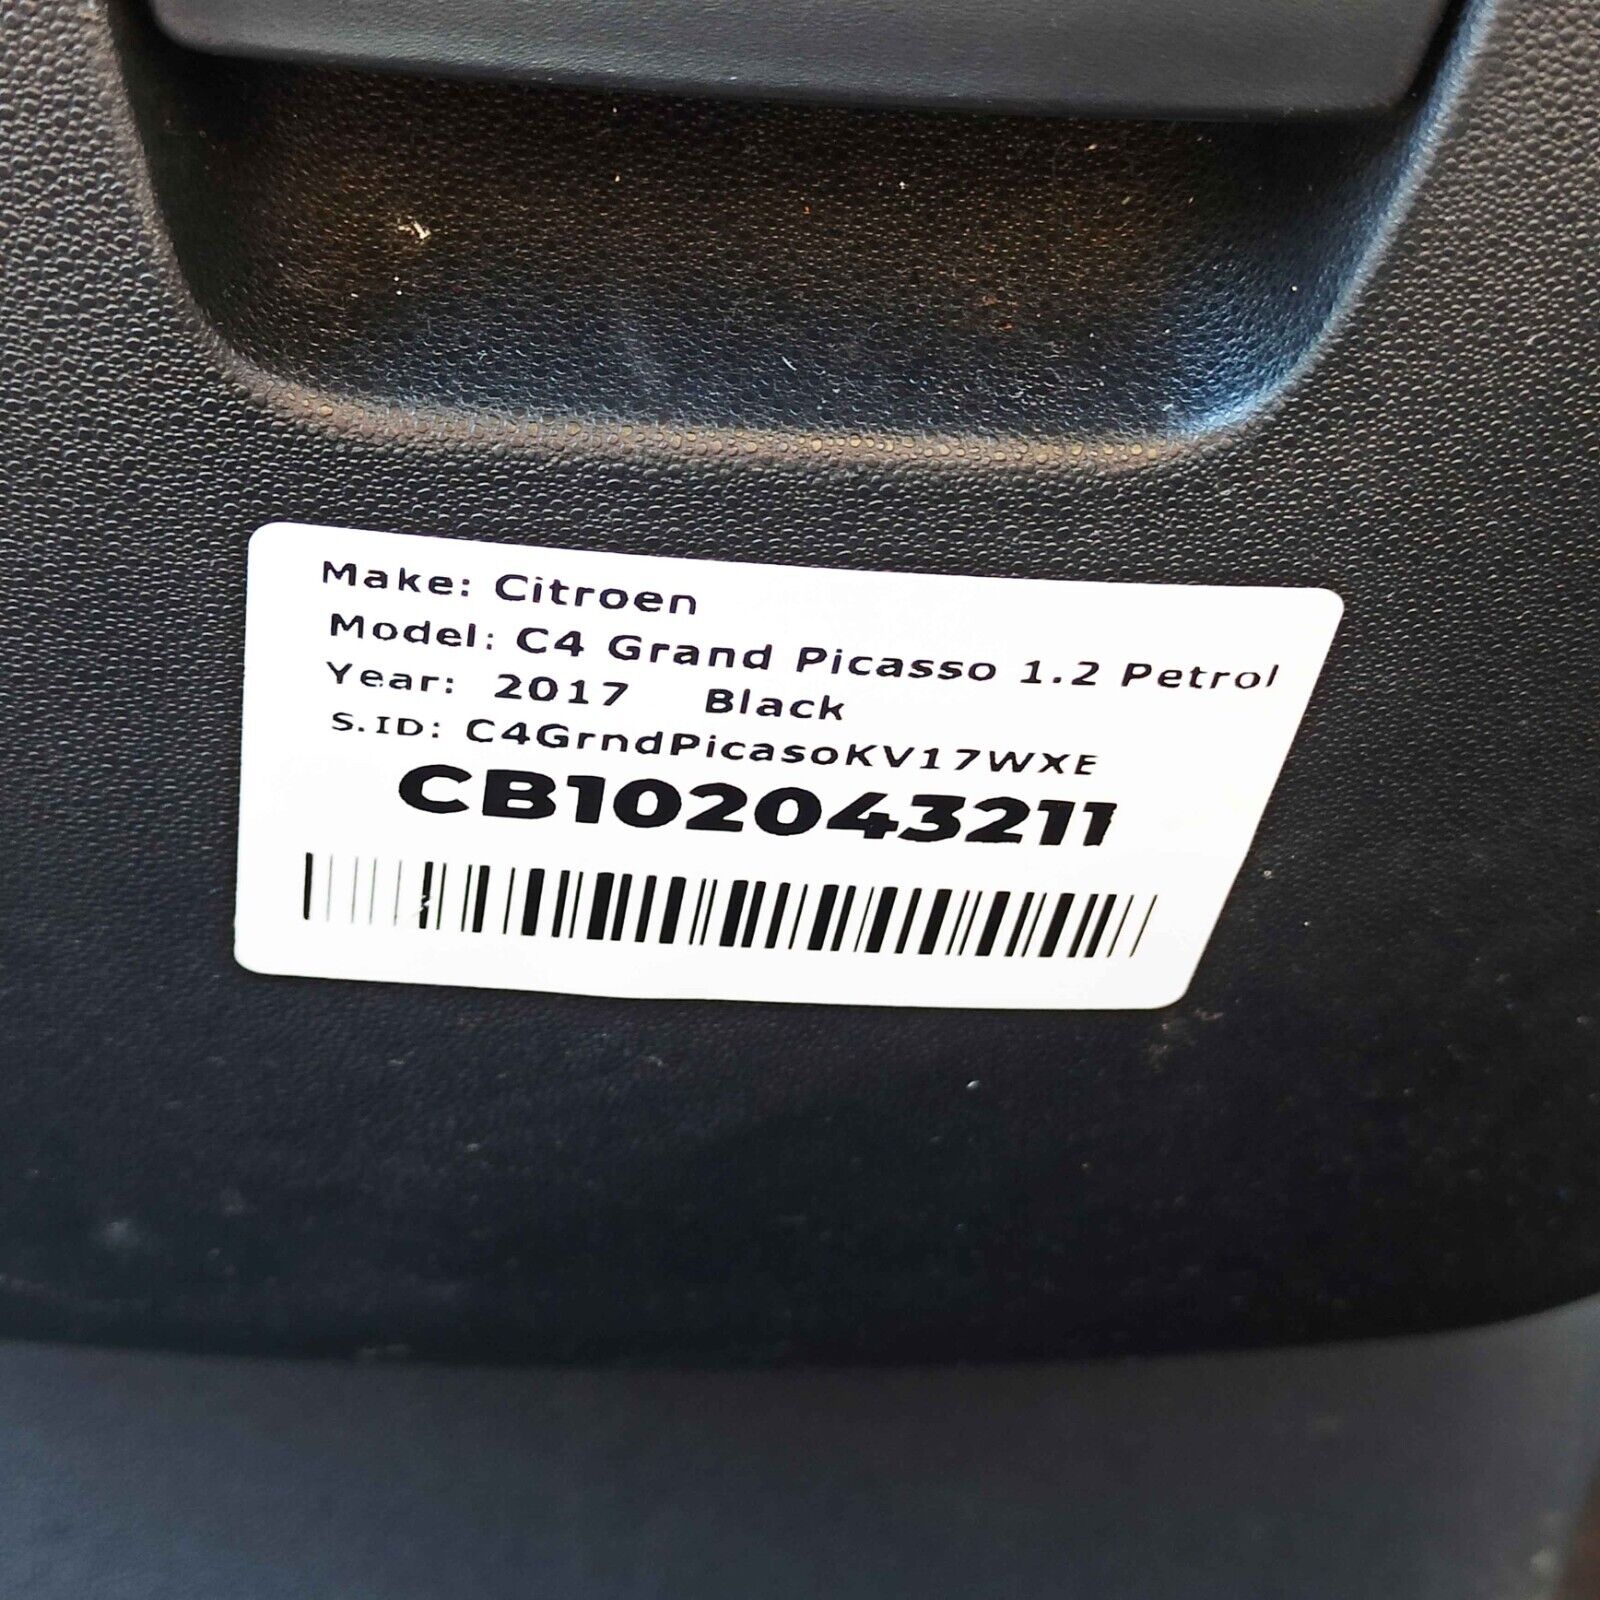 Make: Citroen
Model: C4 Grand Picasso 1.2 Petrol
Year: 2017 Black
S.ID: C4GrndPicasoKV17WXE
CB102043211